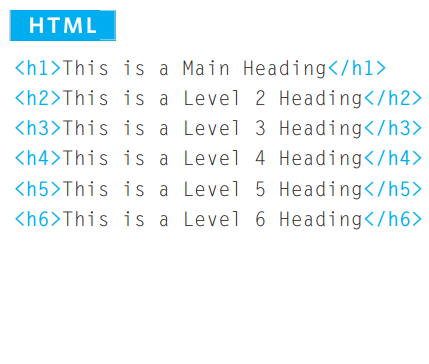 HTML
<h1>This is a Main Heading</h1>
<h2>This is a Level 2 Heading</h2>
<h3>This is a Level 3 Heading</h3>
<h4>This is a Level 4 Heading</h4>
<h5>This is a Level 5 Heading</h5>
<h6>This is a Level 6 Heading</h6>